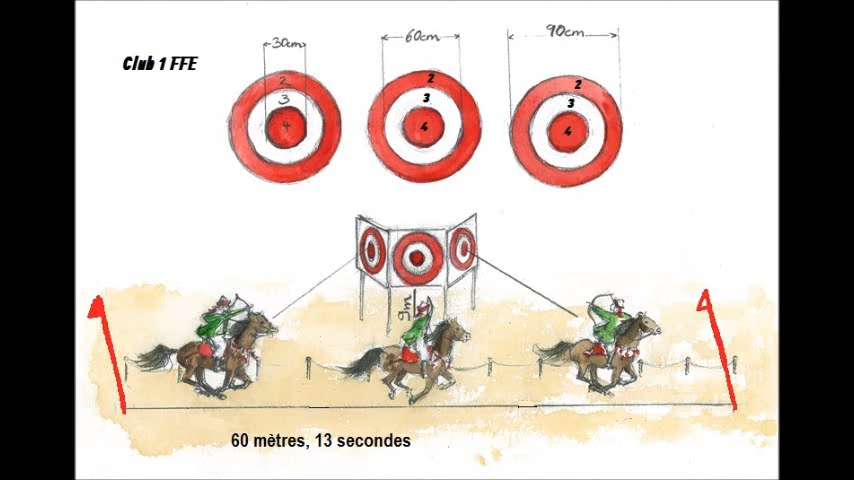 30cm
60cm
90cm
Club 1 FFE
2
3
4
2
3
4
2
3
4
9m
60 mètres, 13 secondes